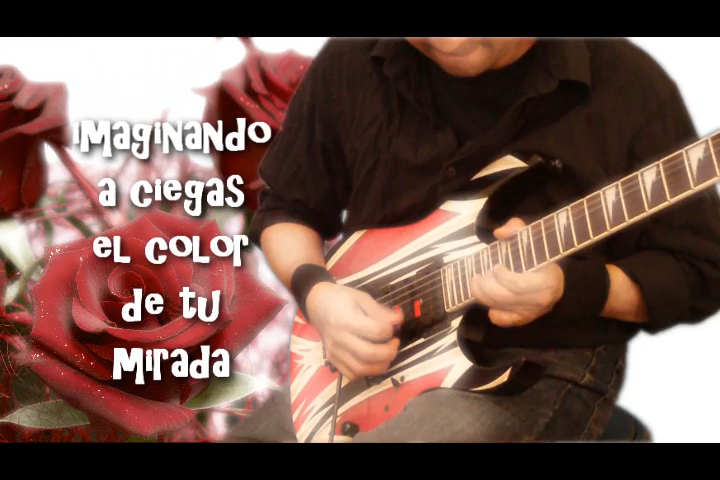 iMaGiNaNDo
a CieGas
eL CoLor
De tU
Mirada